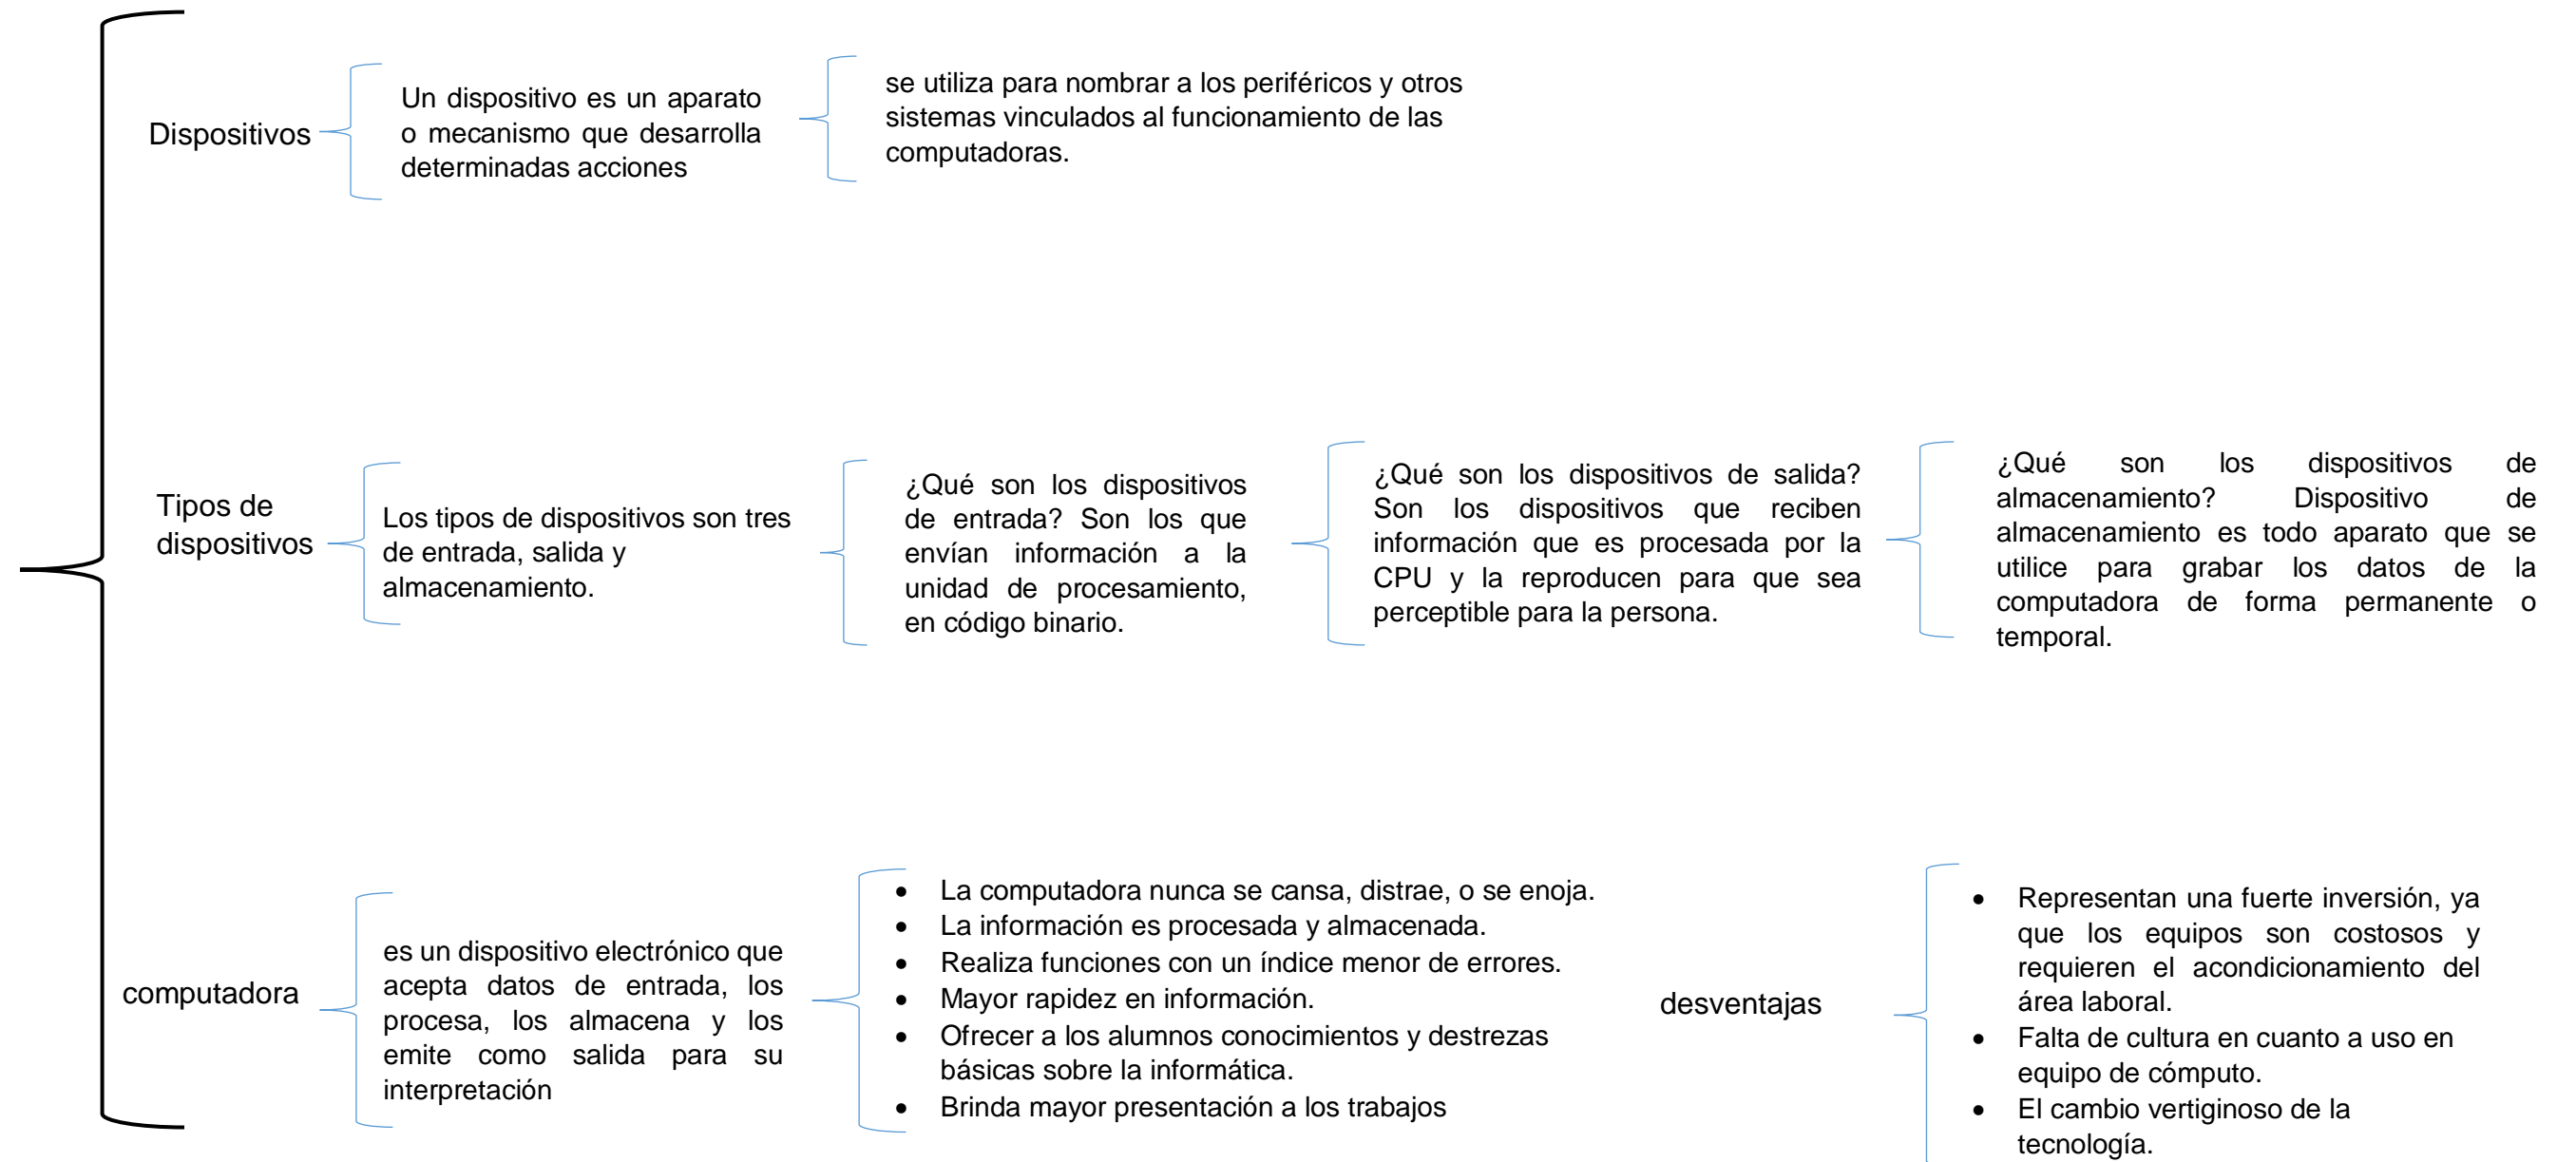 Dispositivos
Un dispositivo es un aparato
o mecanismo que desarrolla
determinadas acciones
se utiliza para nombrar a los periféricos y otros
sistemas vinculados al funcionamiento de las
computadoras.
Tipos de
dispositivos
Los tipos de dispositivos son tres
de entrada, salida y
almacenamiento.
¿Qué son los dispositivos
de entrada? Son los que
envían información a la
unidad de procesamiento,
en código binario.
¿Qué son los dispositivos de salida?
Son los dispositivos que reciben
información que es procesada por la
CPU y la reproducen para que sea
perceptible para la persona.
¿Qué son los dispositivos de
almacenamiento? Dispositivo de
almacenamiento es todo aparato que se
utilice para grabar los datos de la
computadora de forma permanente o
temporal.
computadora
es un dispositivo electrónico que
acepta datos de entrada, los
procesa, los almacena y los
emite como salida para su
interpretación
• La computadora nunca se cansa, distrae, o se enoja.
• La información es procesada y almacenada.
• Realiza funciones con un índice menor de errores.
• Mayor rapidez en información.
• Ofrecer a los alumnos conocimientos y destrezas
básicas sobre la informática.
• Brinda mayor presentación a los trabajos
desventajas
• Representan una fuerte inversión, ya
que los equipos son costosos y
requieren el acondicionamiento del
área laboral.
• Falta de cultura en cuanto a uso en
equipo de cómputo.
• El cambio vertiginoso de la
tecnología.